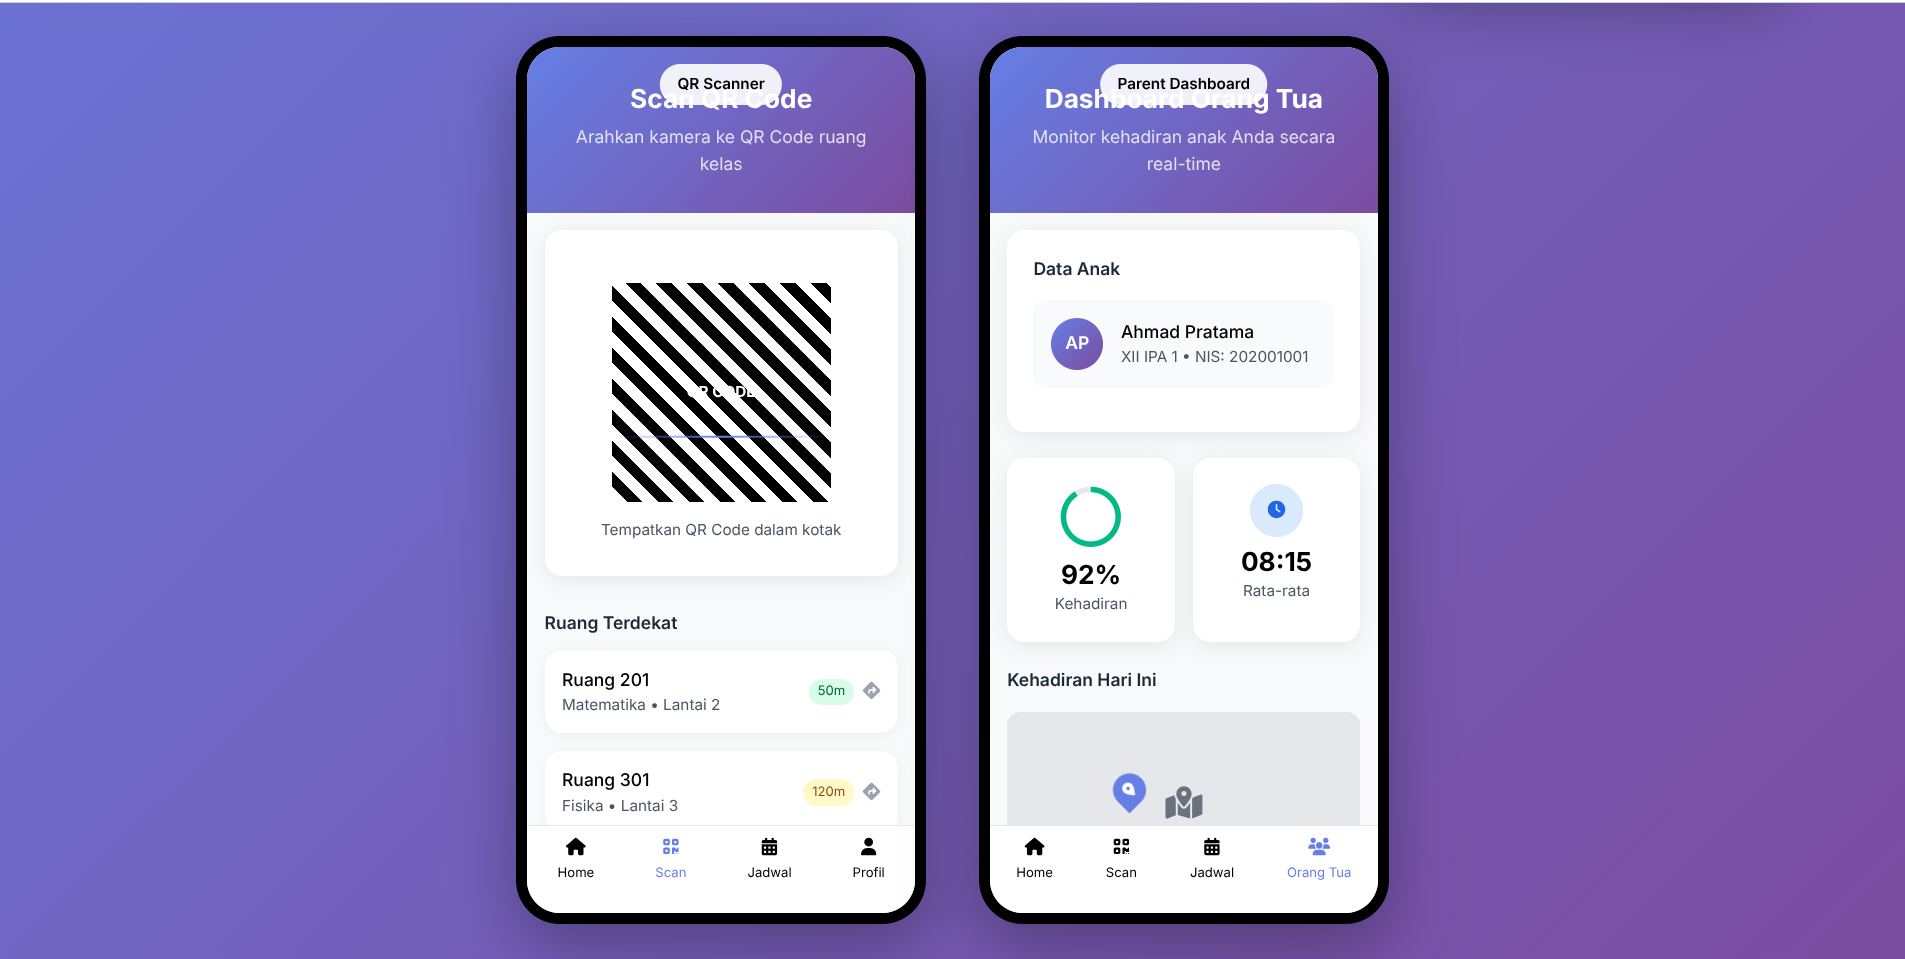 QR Scanner
Scan QR Code
Arahkan kamera ke QR Code ruang
kelas
QR CODE
Tempatkan QR Code dalam kotak
Ruang Terdekat
Ruang 201
Matematika • Lantai 2
50m
Ruang 301
Fisika • Lantai 3
120m
Home
Scan
Jadwal
Profil
Parent Dashboard
Dashboard Orang Tua
Monitor kehadiran anak Anda secara
real-time
Data Anak
AP
Ahmad Pratama
XII IPA 1 • NIS: 202001001
92%
Kehadiran
08:15
Rata-rata
Kehadiran Hari Ini
Home
Scan
Jadwal
Orang Tua